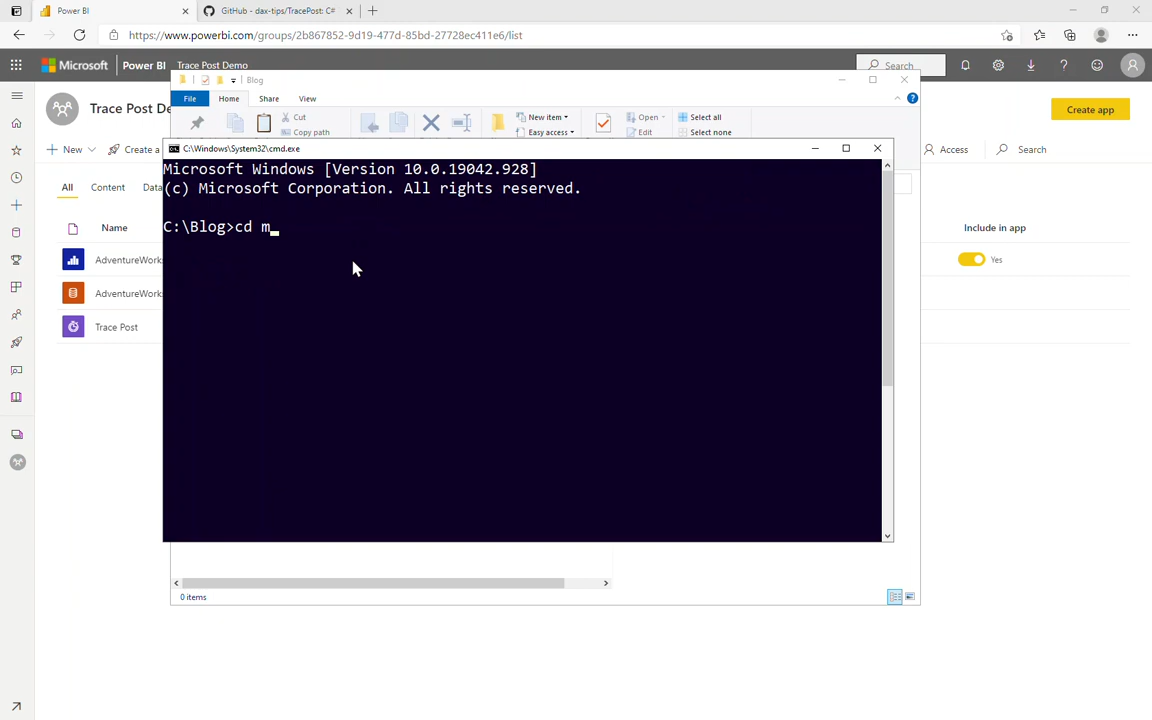 Power BI
GitHub - dax-tips/TracePost: C#
https://www.powerbi.com/groups/2b867852-9d19-477d-85bd-27728ec411e6/list
Microsoft Power BI Trace Post Demo
Search
Blog
Trace Post De
File Home Share View
Create app
Cut
Copy path
New item
Easy access
Open
Edit
Select all
Select none
New
Create a
C:\Windows\System32\cmd.exe
Access
Search
Microsoft Windows [Version 10.0.19042.928]
(c) Microsoft Corporation. All rights reserved.
All Content Data
C:\Blog>cd m_
Name
Include in app
AdventureWork
Yes
AdventureWork
Trace Post
0 items